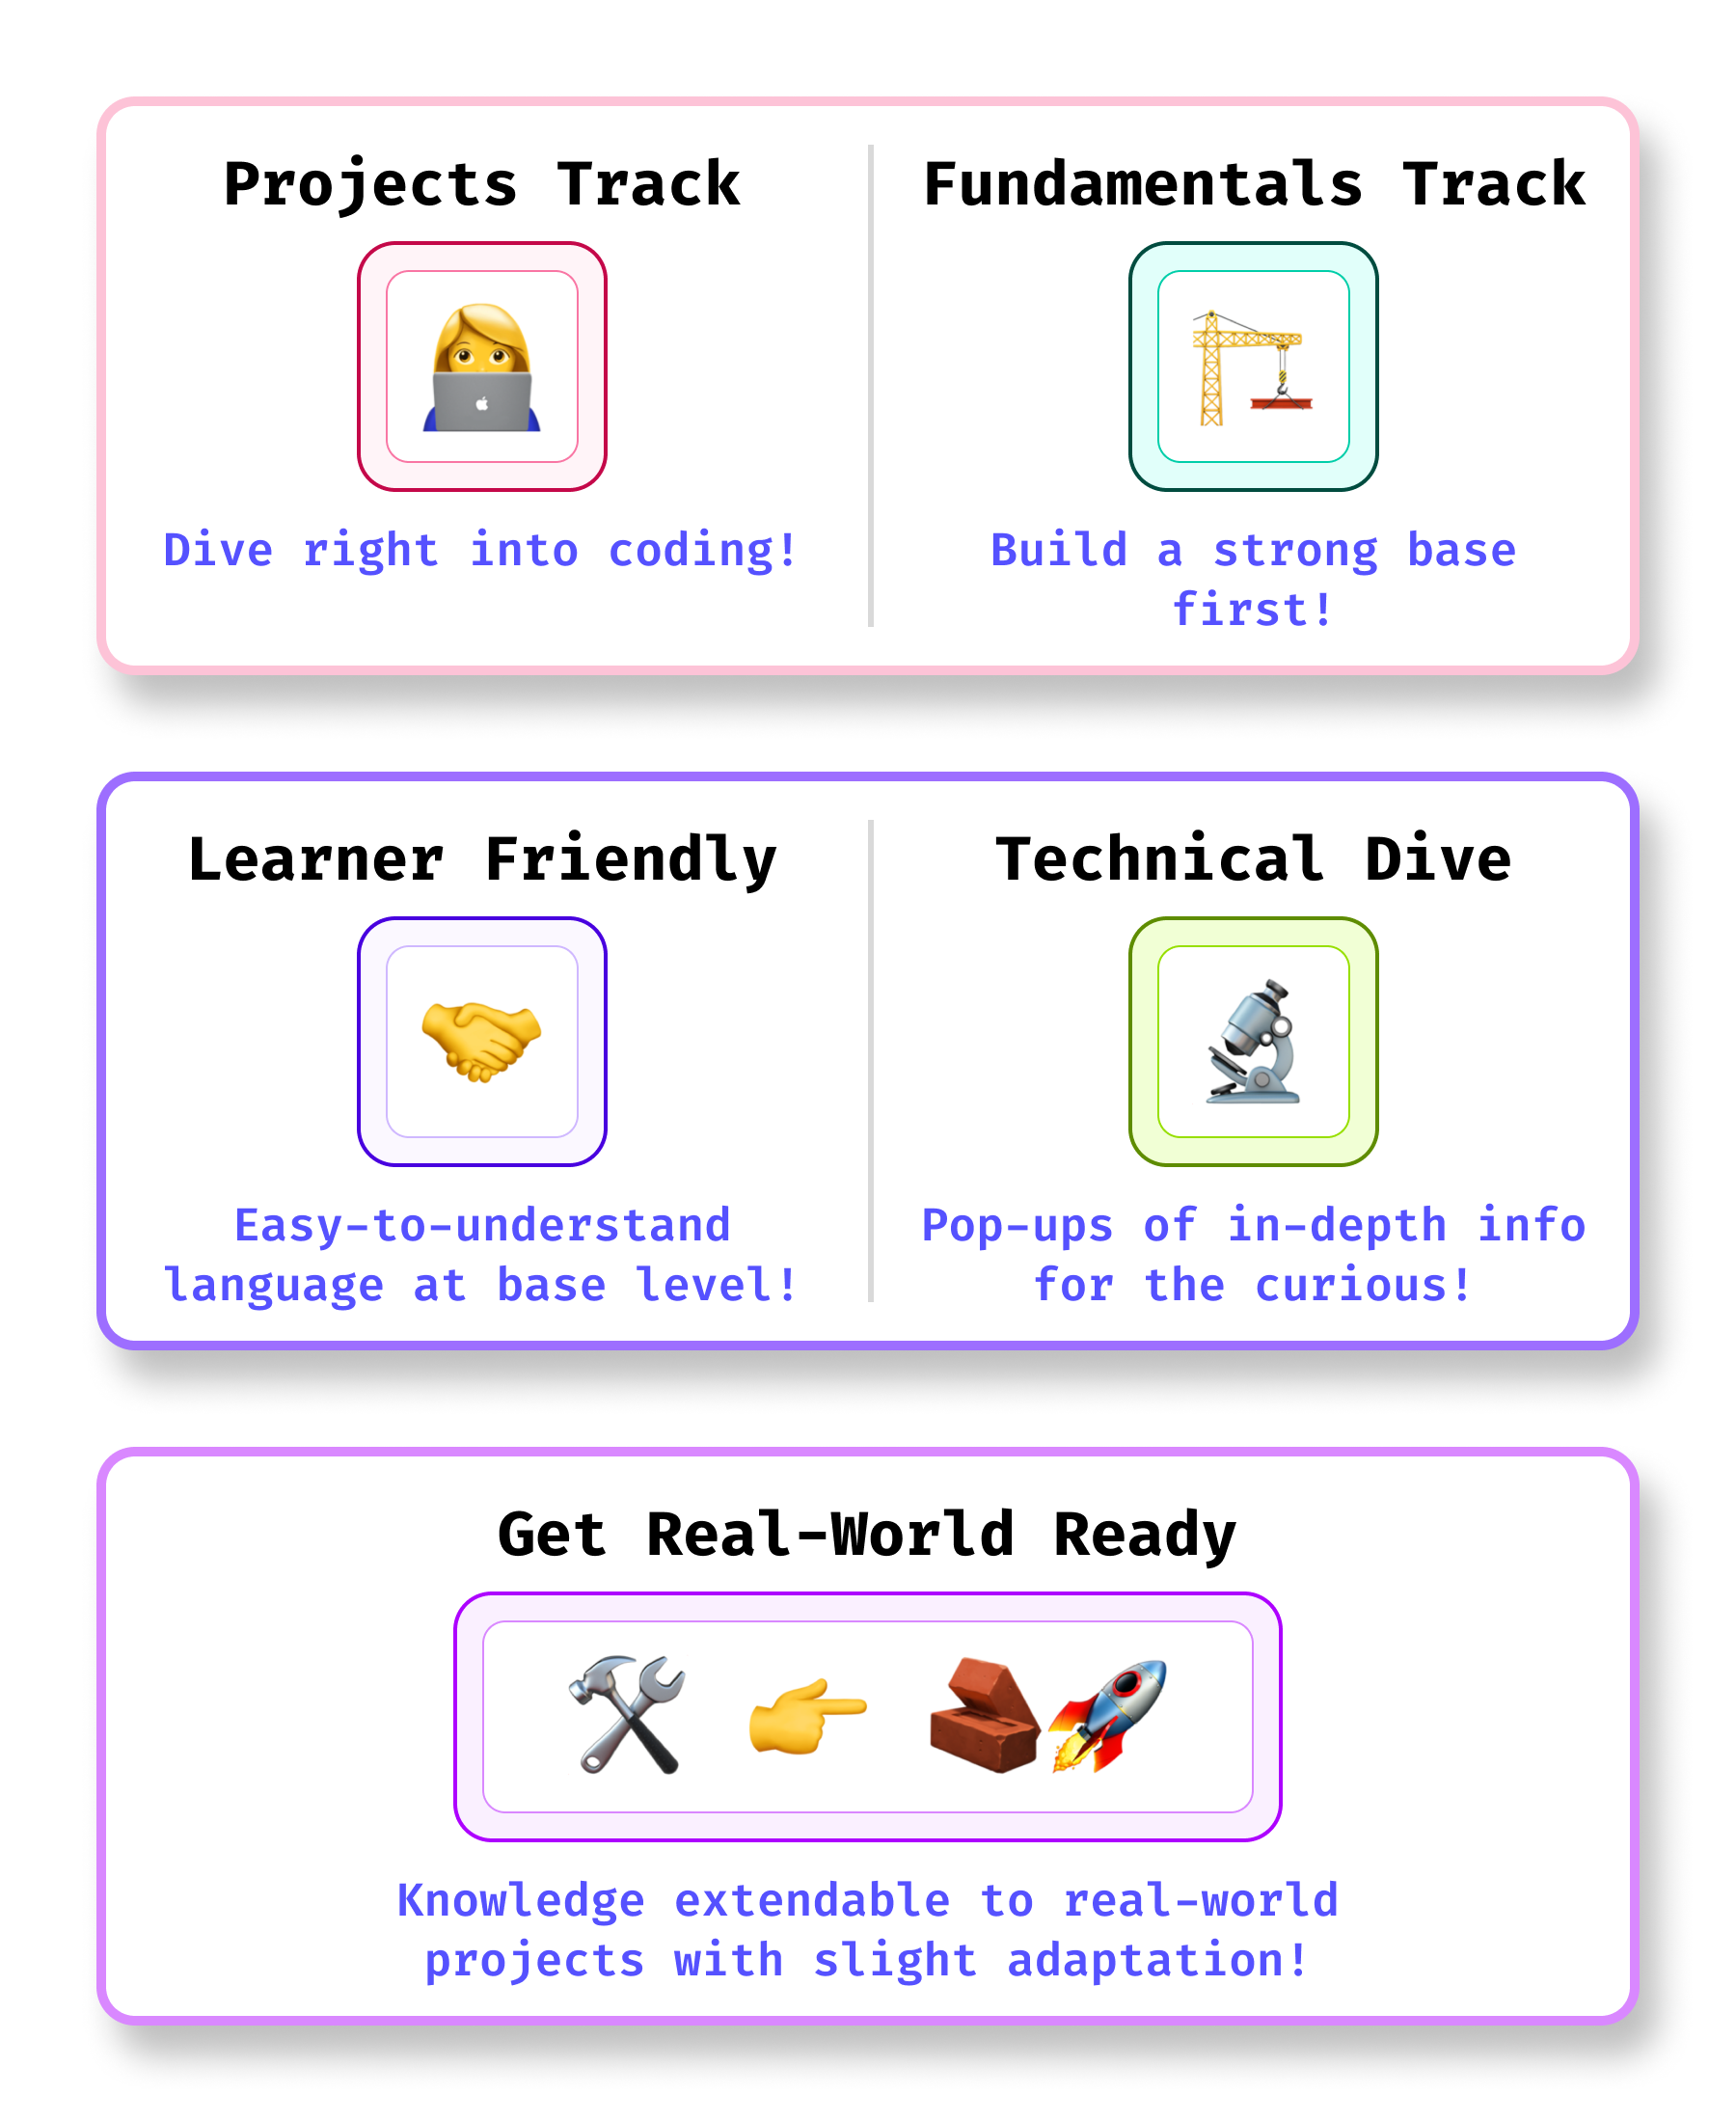 Projects Track
Dive right into coding!
Fundamentals Track
Build a strong base
first!
Learner Friendly
Easy-to-understand
language at base level!
Technical Dive
Pop-ups of in-depth info
for the curious!
Get Real-World Ready
Knowledge extendable to real-world
projects with slight adaptation!